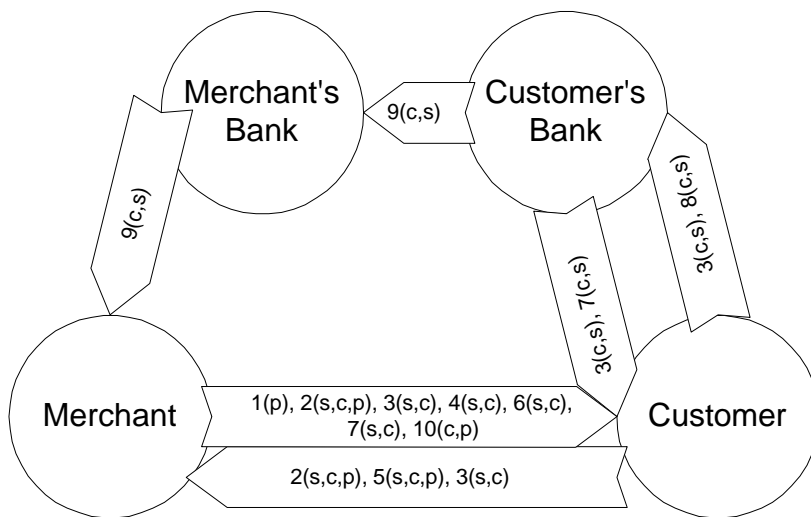 Merchant's
Bank
Customer's
Bank
9(c,s)
9(c,s)
3(c,s), 7(c,s)
3(c,s), 8(c,s)
Merchant
1(p), 2(s,c,p), 3(s,c), 4(s,c), 6(s,c),
7(s,c), 10(c,p)
2(s,c,p), 5(s,c,p), 3(s,c)
Customer